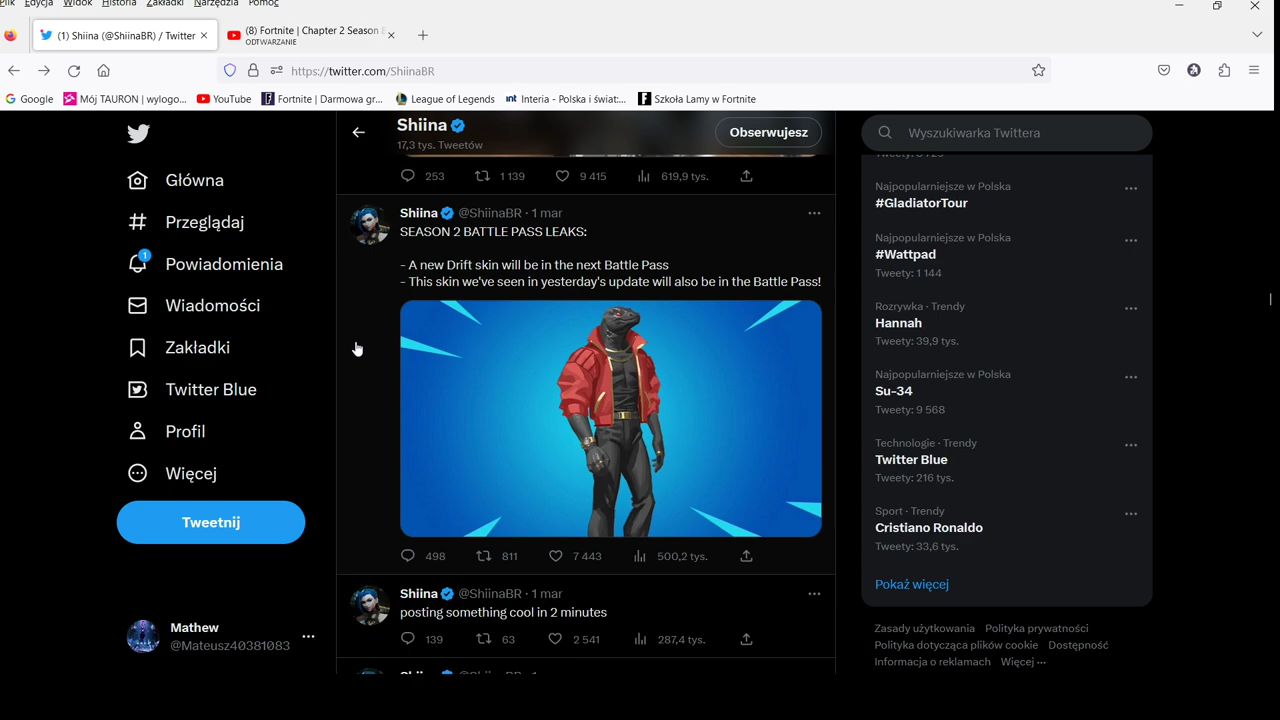 Plik Edycja Widok Historia Zakładki Narzędzia Pomoc
(1) Shiina (@ShiinaBR) / Twitter
(8) Fortnite | Chapter 2 Season
ODTWARZANIE
https://twitter.com/ShiinaBR
Google
Mój TAURON | wylogo...
YouTube
Fortnite | Darmowa gr...
League of Legends
Interia - Polska i świat:...
Szkoła Lamy w Fortnite
Główna
Przeglądaj
1
Powiadomienia
Wiadomości
Zakładki
Twitter Blue
Profil
Więcej
Tweetnij
Mathew
@Mateusz40381083
Shiina
17,3 tys. Tweetów
Obserwujesz
253 1 139 9 415 619,9 tys.
Shiina @ShiinaBR · 1 mar
SEASON 2 BATTLE PASS LEAKS:
- A new Drift skin will be in the next Battle Pass
- This skin we've seen in yesterday's update will also be in the Battle Pass!
498 811 7 443 500,2 tys.
Shiina @ShiinaBR · 1 mar
posting something cool in 2 minutes
139 63 2 541 287,4 tys.
Wyszukiwarka Twittera
Najpopularniejsze w Polska
#GladiatorTour
Najpopularniejsze w Polska
#Wattpad
Tweety: 1 144
Rozrywka · Trendy
Hannah
Tweety: 39,9 tys.
Najpopularniejsze w Polska
Su-34
Tweety: 9 568
Technologie · Trendy
Twitter Blue
Tweety: 216 tys.
Sport · Trendy
Cristiano Ronaldo
Tweety: 33,6 tys.
Pokaż więcej
Zasady użytkowania Polityka prywatności
Polityka dotycząca plików cookie Dostępność
Informacja o reklamach Więcej ···